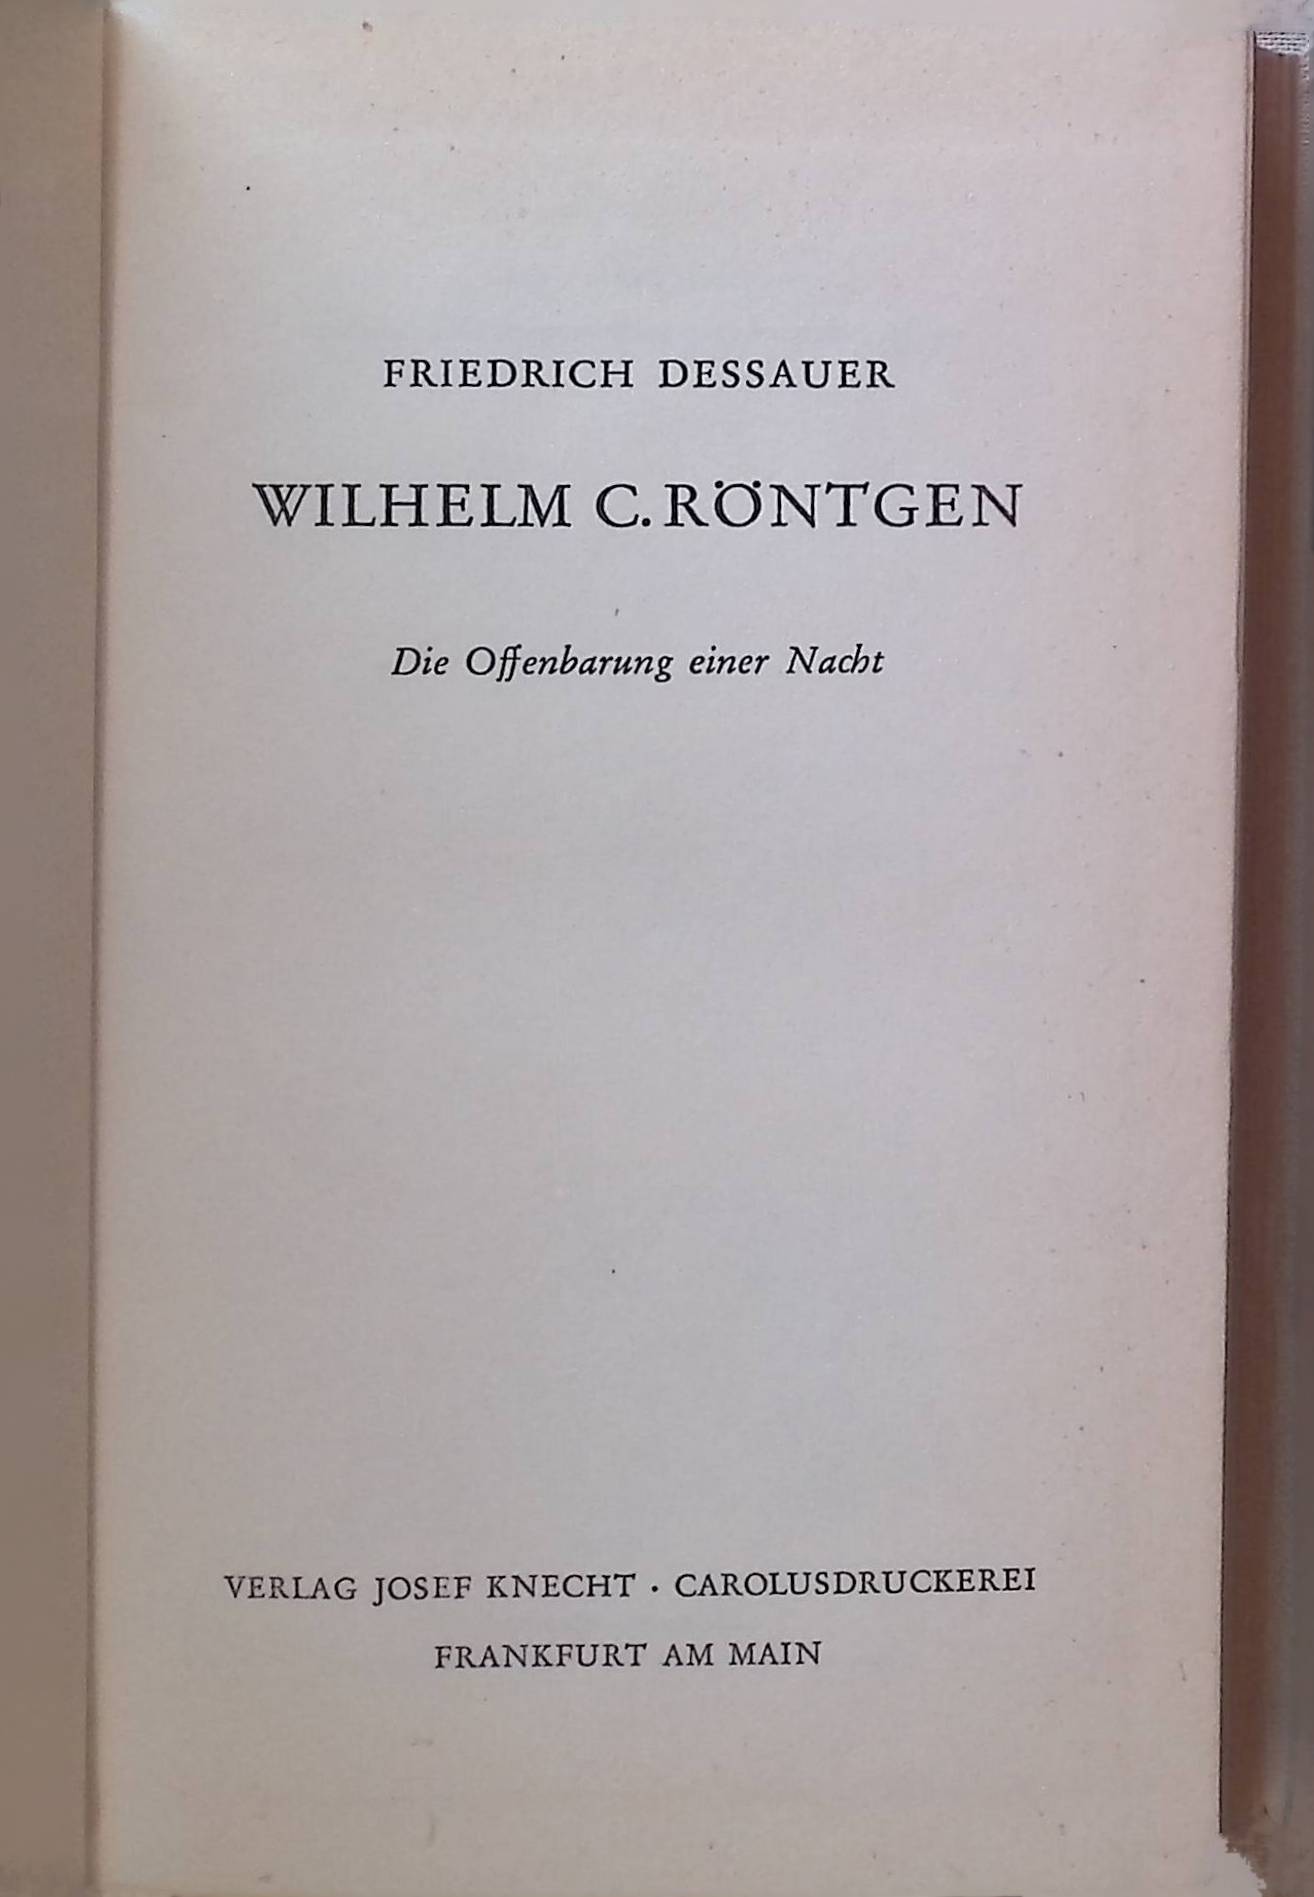 FRIEDRICH DESSAUER
WILHELM C. RÖNTGEN
Die Offenbarung einer Nacht
VERLAG JOSEF KNECHT · CAROLUSDRUCKEREI
FRANKFURT AM MAIN